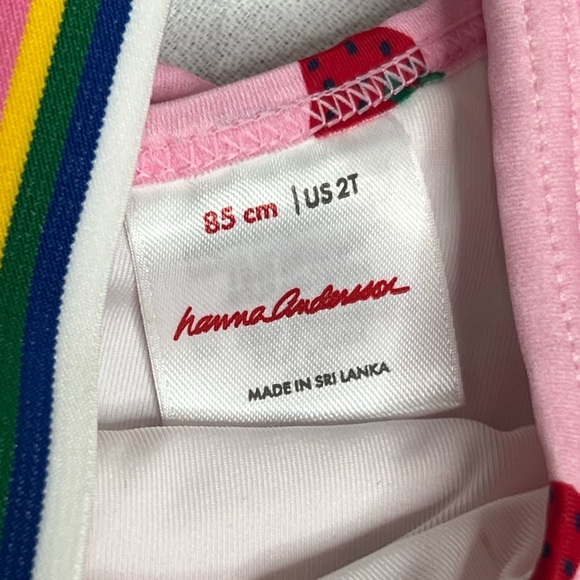 85 cm | US 2T
hanna andersson
MADE IN SRI LANKA